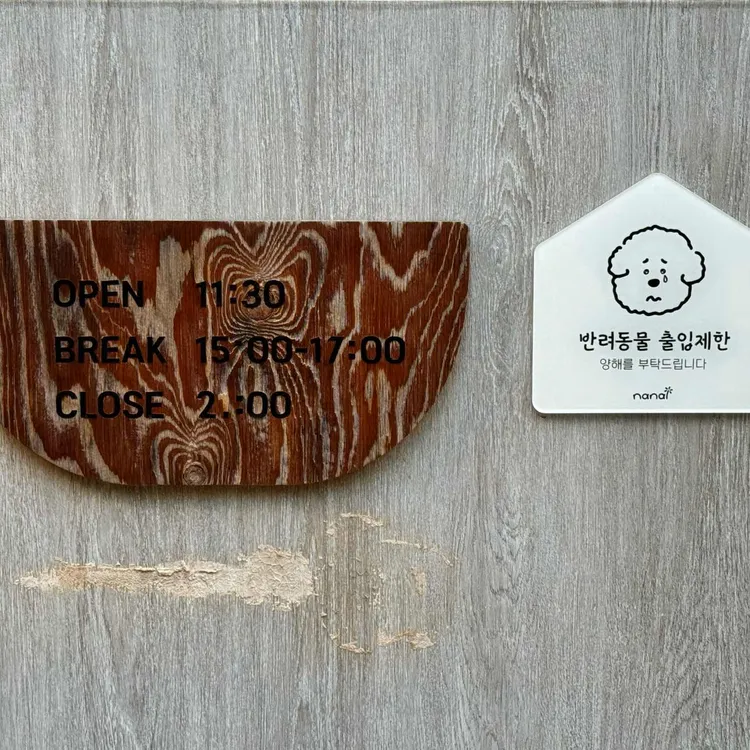 OPEN 11:30
BREAK 15:00-17:00
CLOSE
반려동물 출입제한
양해를 부탁드립니다
nanai